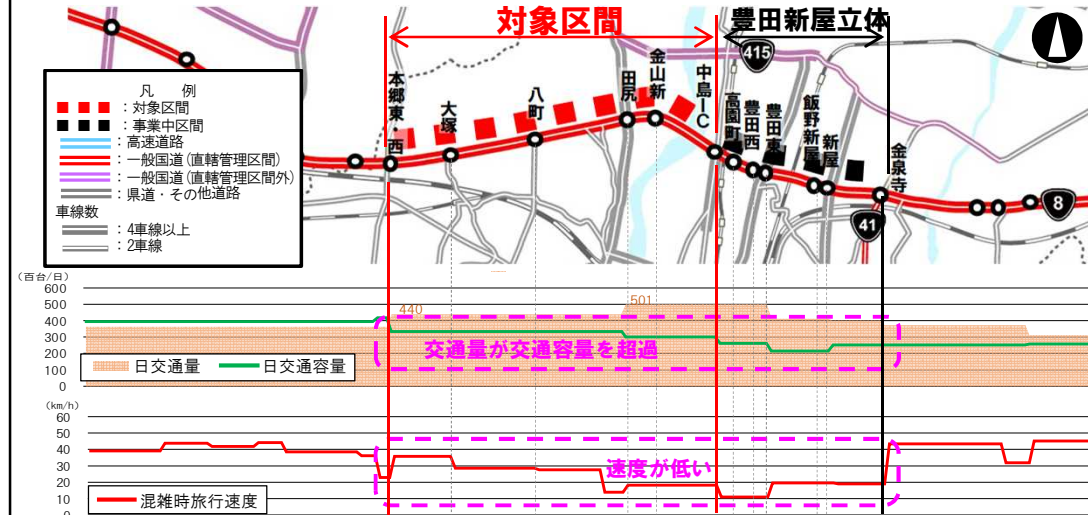 対象区間
豊田新屋立体
415
本郷東
西
大塚
八町
田尻
金山新
中島IC
高園町
豊田西
豊田東
飯野新屋
新屋
金泉寺
8
41
凡　例
：対象区間
：事業中区間
：高速道路
：一般国道(直轄管理区間)
：一般国道(直轄管理区間外)
：県道・その他道路
車線数
：4車線以上
：2車線
(百台/日)
600
500
400
300
200
100
0
440
501
交通量が交通容量を超過
日交通量
日交通容量
(km/h)
60
50
40
30
20
10
0
速度が低い
混雑時旅行速度